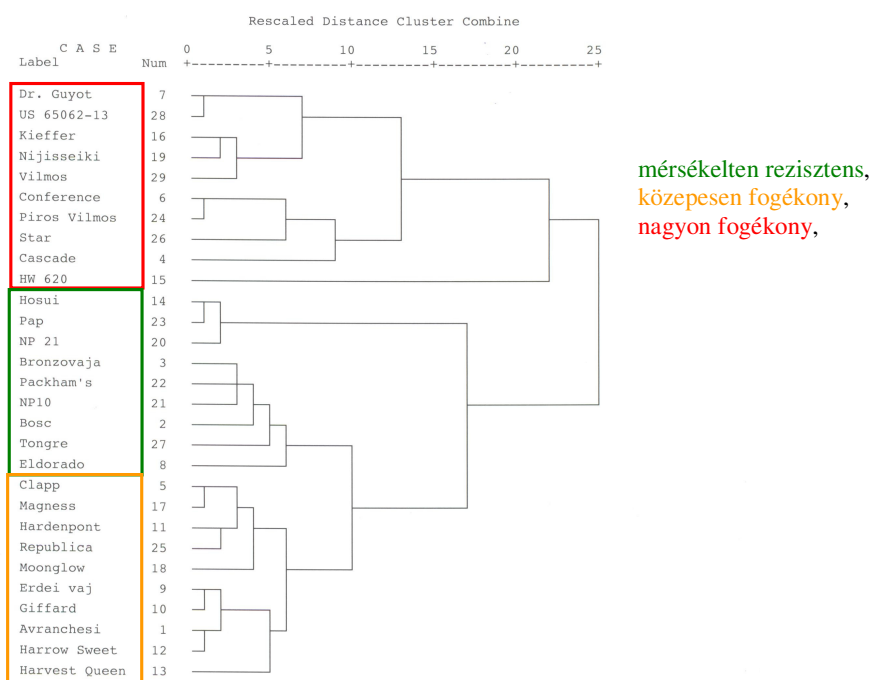 Rescaled Distance Cluster Combine
C A S E 0 5 10 15 20 25
Label Num +---------+---------+---------+---------+---------+
Dr. Guyot 7
US 65062-13 28
Kieffer 16
Nijisseiki 19
Vilmos 29
Conference 6
Piros Vilmos 24
Star 26
Cascade 4
HW 620 15
Hosui 14
Pap 23
NP 21 20
Bronzovaja 3
Packham's 22
NP10 21
Bosc 2
Tongre 27
Eldorado 8
Clapp 5
Magness 17
Hardenpont 11
Republica 25
Moonglow 18
Erdei vaj 9
Giffard 10
Avranchesi 1
Harrow Sweet 12
Harvest Queen 13
mérsékelten rezisztens,
közepesen fogékony,
nagyon fogékony,